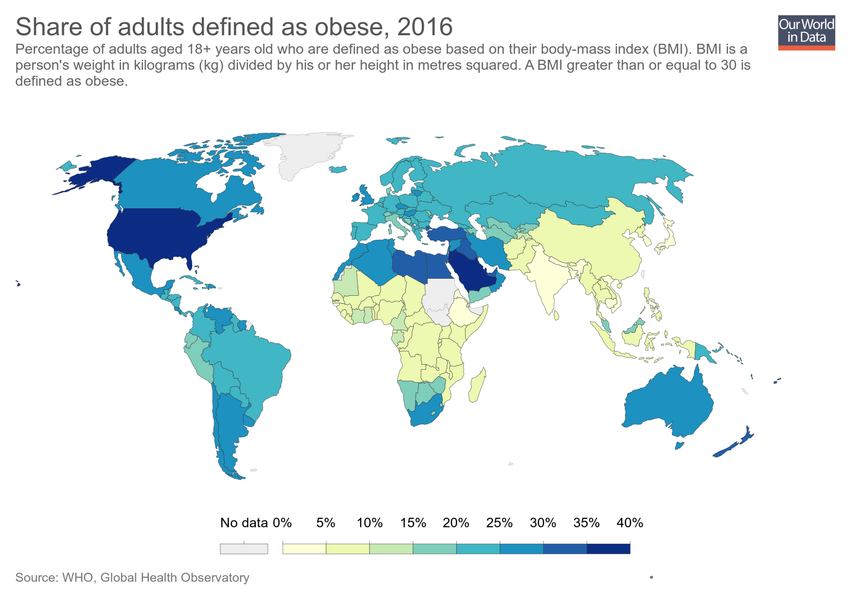 Share of adults defined as obese, 2016
Our World
in Data
Percentage of adults aged 18+ years old who are defined as obese based on their body-mass index (BMI). BMI is a
person's weight in kilograms (kg) divided by his or her height in metres squared. A BMI greater than or equal to 30 is
defined as obese.
No data 0% 5% 10% 15% 20% 25% 30% 35% 40%
Source: WHO, Global Health Observatory